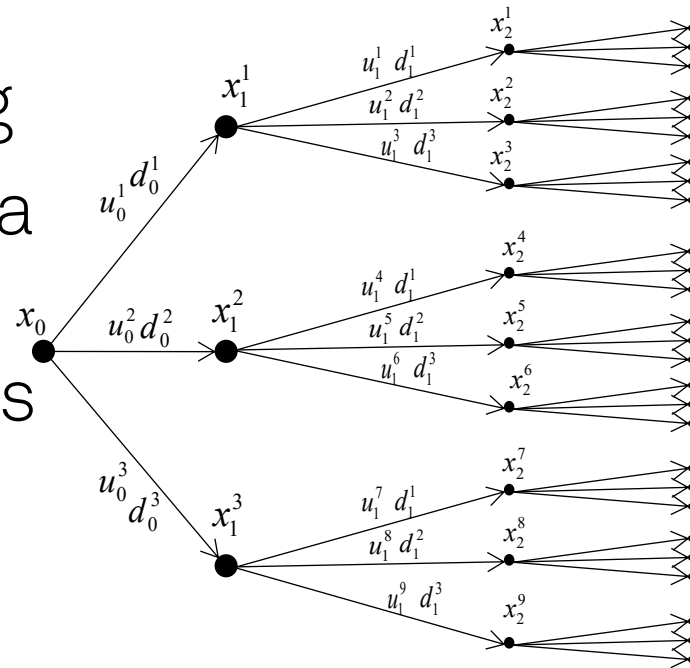 g
a
s
x_0
u_0^1 d_0^1
u_0^2 d_0^2
u_0^3 d_0^3
x_1^1
x_1^2
x_1^3
u_1^1 d_1^1
u_1^2 d_1^2
u_1^3 d_1^3
u_1^4 d_1^1
u_1^5 d_1^2
u_1^6 d_1^3
u_1^7 d_1^1
u_1^8 d_1^2
u_1^9 d_1^3
x_2^1
x_2^2
x_2^3
x_2^4
x_2^5
x_2^6
x_2^7
x_2^8
x_2^9